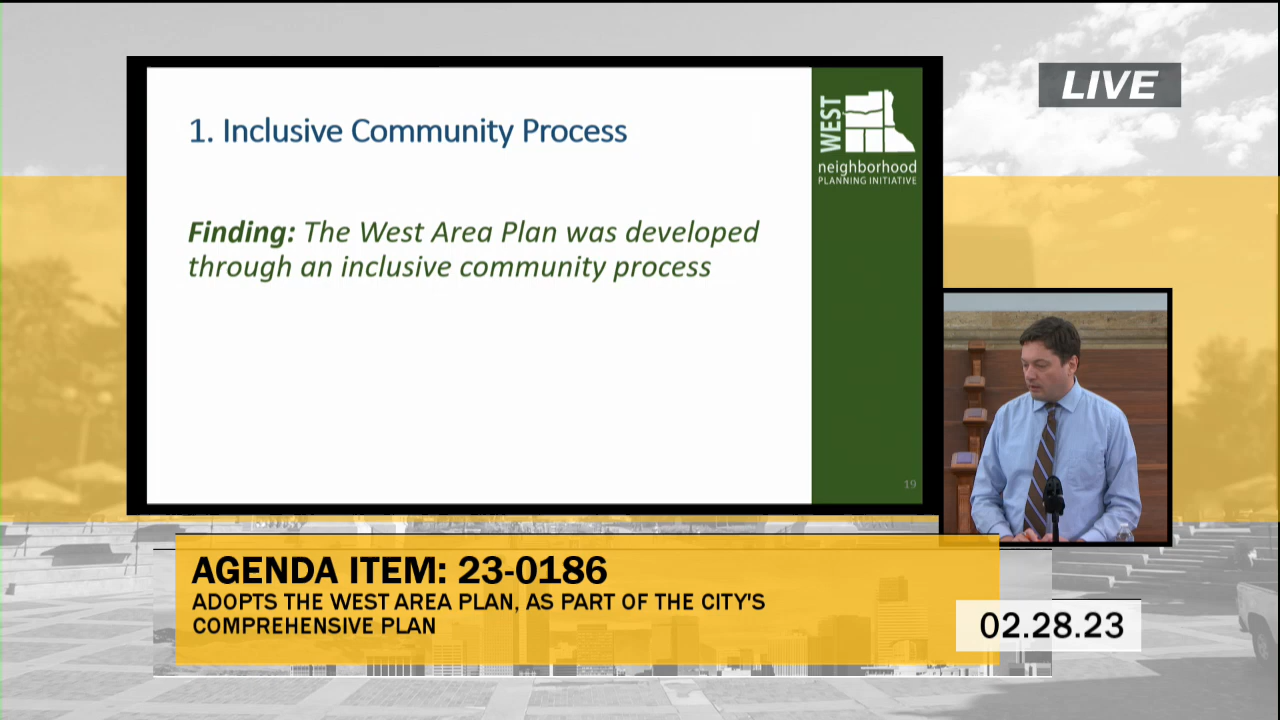 LIVE
1. Inclusive Community Process
WEST
neighborhood
PLANNING INITIATIVE
Finding: The West Area Plan was developed
through an inclusive community process
19
AGENDA ITEM: 23-0186
ADOPTS THE WEST AREA PLAN, AS PART OF THE CITY'S
COMPREHENSIVE PLAN
02.28.23